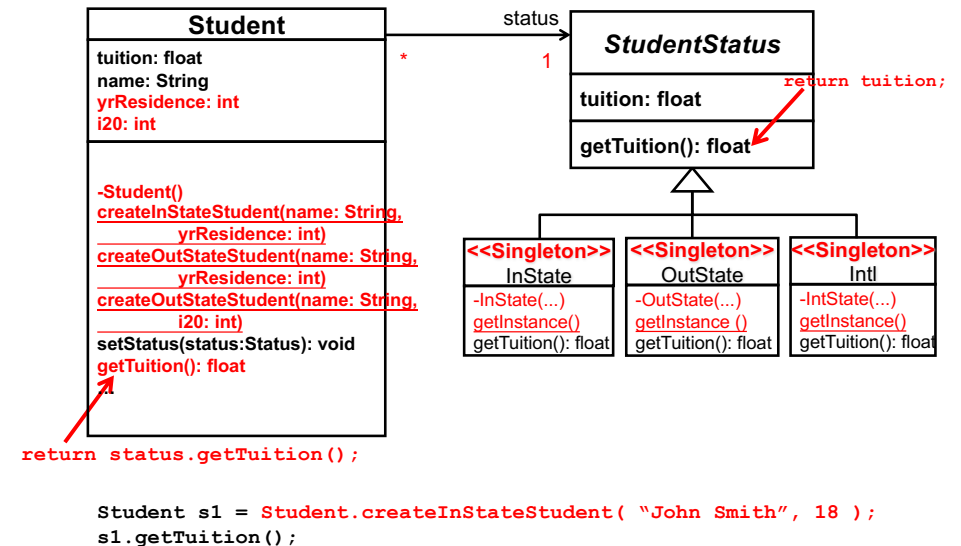 Student
tuition: float
name: String
yrResidence: int
i20: int
-Student()
createInStateStudent(name: String,
yrResidence: int)
createOutStateStudent(name: String,
yrResidence: int)
createOutStateStudent(name: String,
i20: int)
setStatus(status:Status): void
getTuition(): float
...
return status.getTuition();
status
*
1
StudentStatus
tuition: float
return tuition;
getTuition(): float
<<Singleton>>
InState
-InState(...)
getInstance()
getTuition(): float
<<Singleton>>
OutState
-OutState(...)
getInstance ()
getTuition(): float
<<Singleton>>
Intl
-IntState(...)
getInstance()
getTuition(): float
Student s1 = Student.createInStateStudent( “John Smith”, 18 );
s1.getTuition();